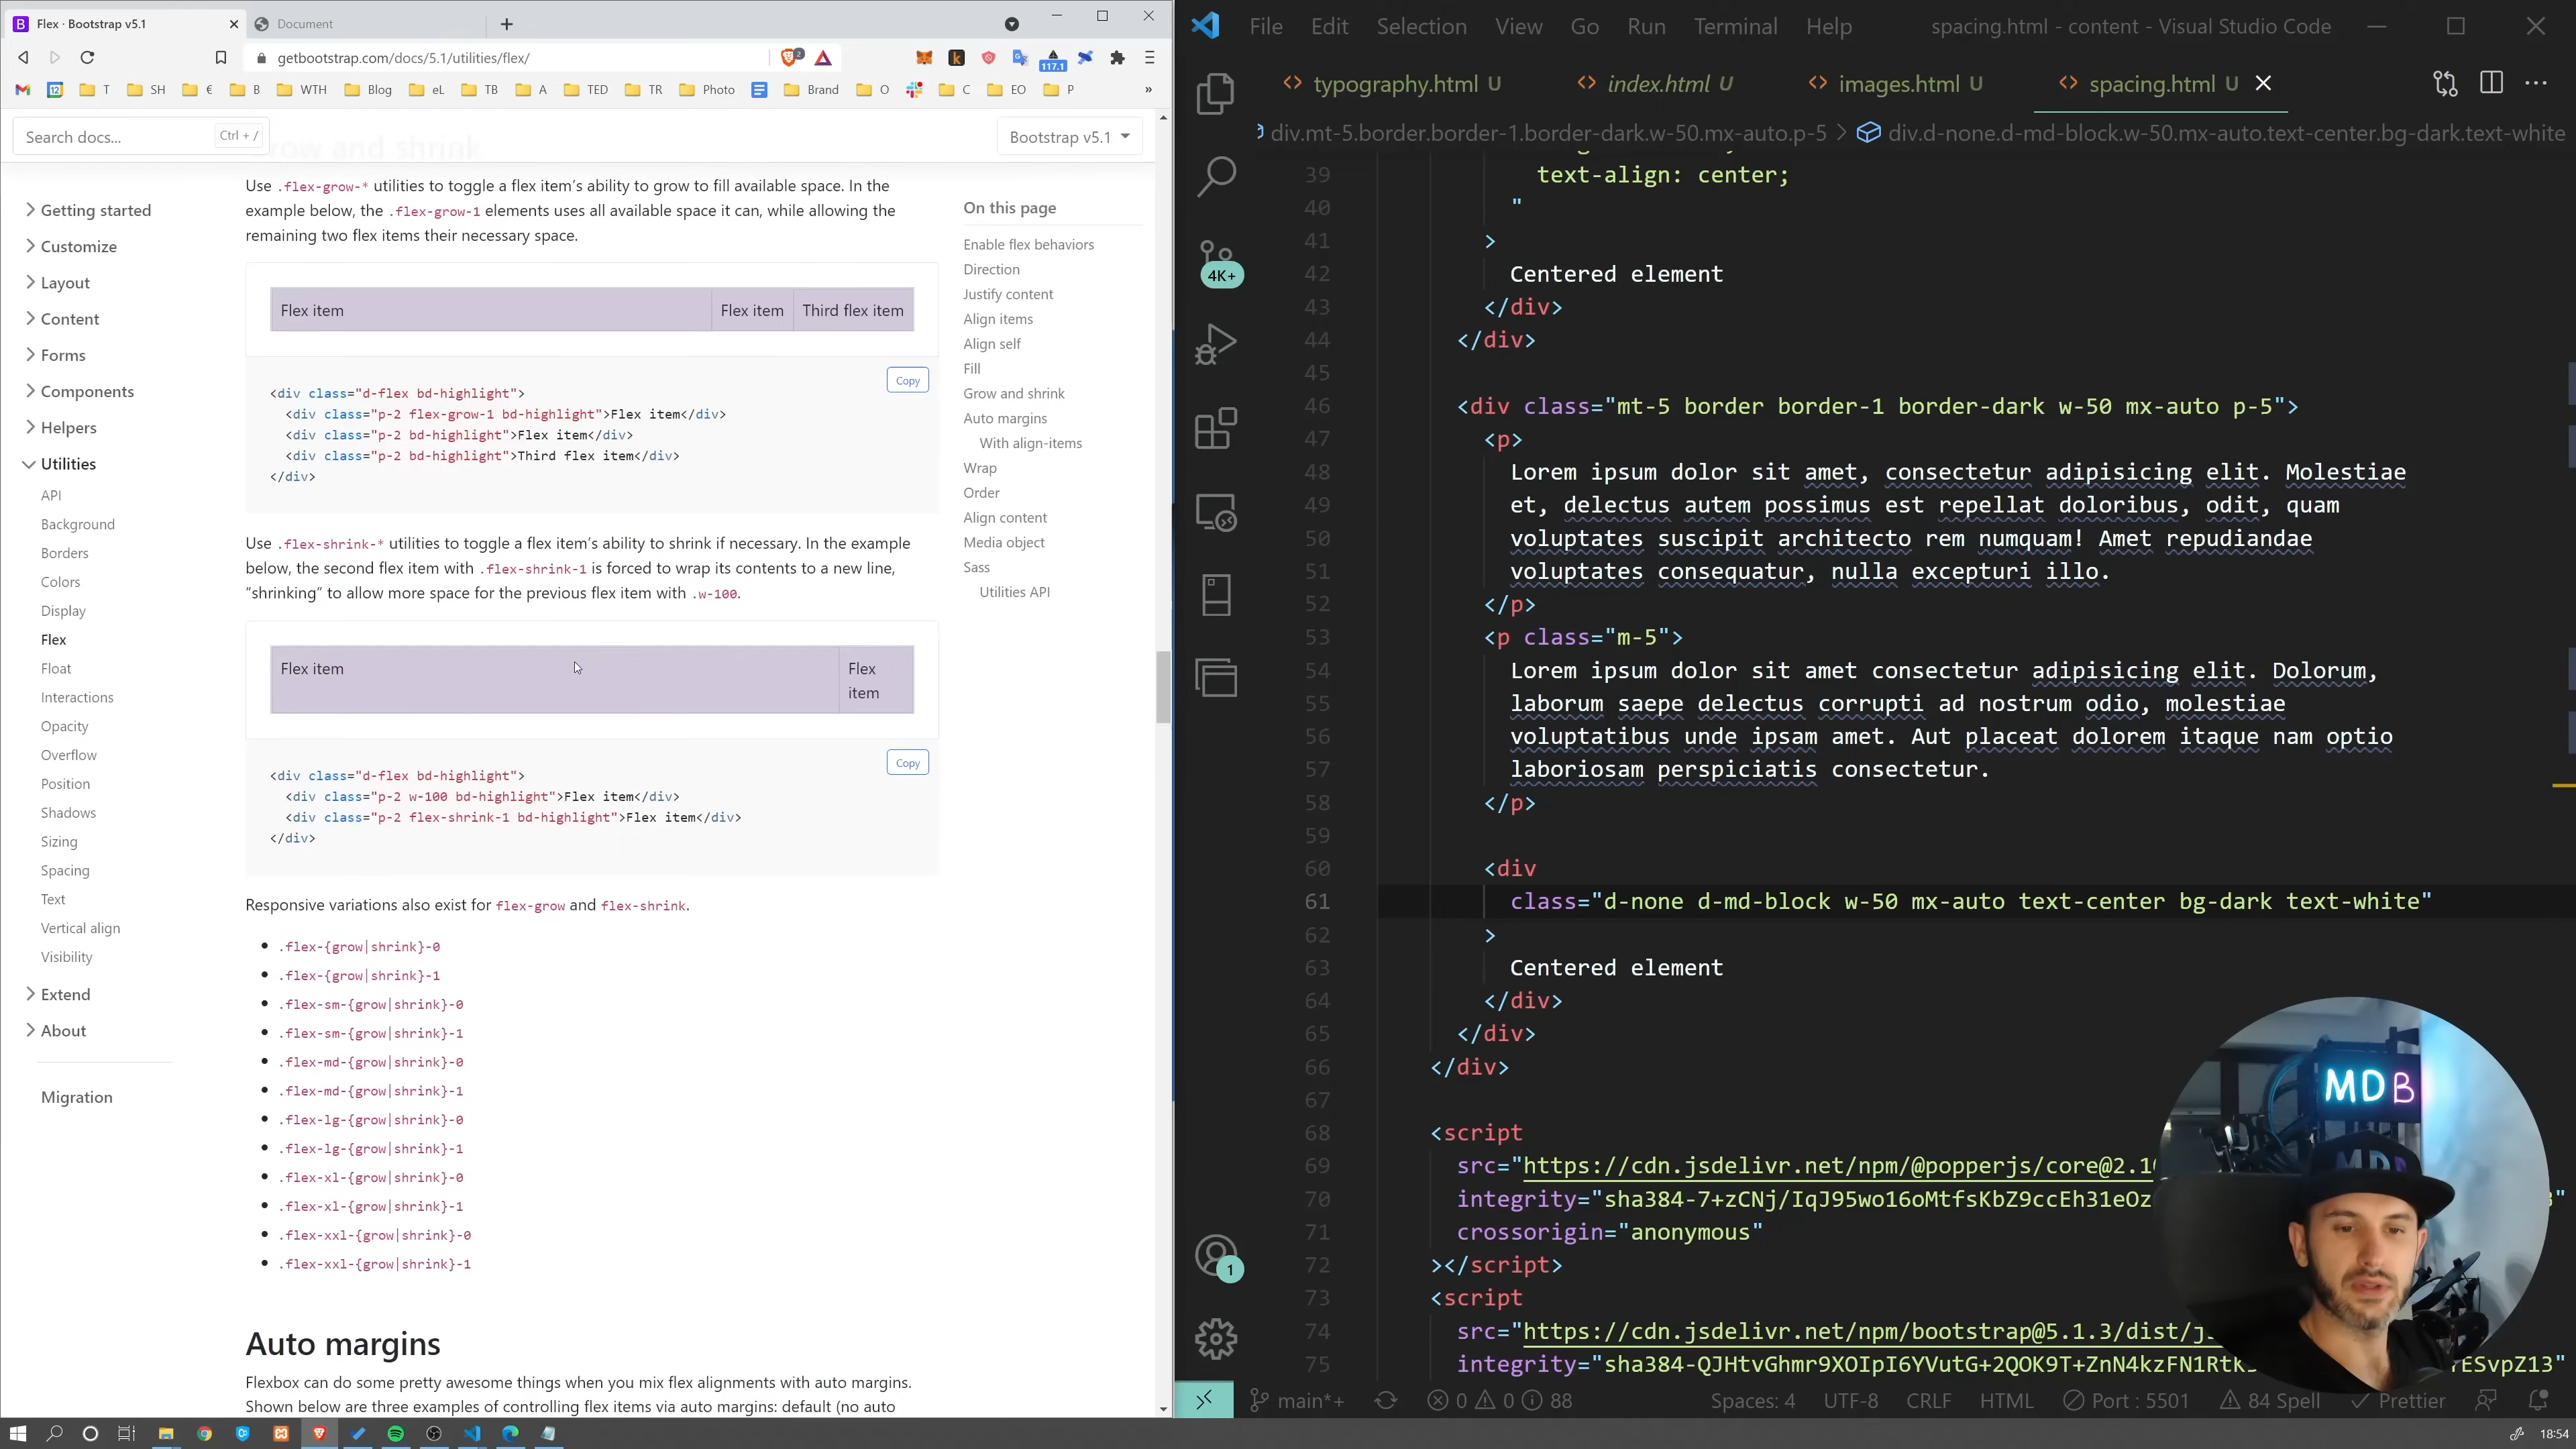 Flex · Bootstrap v5.1
Document
getbootstrap.com/docs/5.1/utilities/flex/
2
117.1
12
T
SH
€
B
WTH
Blog
eL
TB
A
TED
TR
Photo
Brand
O
C
EO
P
»
Search docs...
Ctrl + /
Grow and shrink
Bootstrap v5.1
Getting started
Customize
Layout
Content
Forms
Components
Helpers
Utilities
API
Background
Borders
Colors
Display
Flex
Float
Interactions
Opacity
Overflow
Position
Shadows
Sizing
Spacing
Text
Vertical align
Visibility
Extend
About
Migration
Use .flex-grow-* utilities to toggle a flex item’s ability to grow to fill available space. In the
example below, the .flex-grow-1 elements uses all available space it can, while allowing the
remaining two flex items their necessary space.
Flex item
Flex item
Third flex item
Copy
<div class="d-flex bd-highlight">
<div class="p-2 flex-grow-1 bd-highlight">Flex item</div>
<div class="p-2 bd-highlight">Flex item</div>
<div class="p-2 bd-highlight">Third flex item</div>
</div>
Use .flex-shrink-* utilities to toggle a flex item’s ability to shrink if necessary. In the example
below, the second flex item with .flex-shrink-1 is forced to wrap its contents to a new line,
“shrinking” to allow more space for the previous flex item with .w-100.
Flex item
Flex
item
Copy
<div class="d-flex bd-highlight">
<div class="p-2 w-100 bd-highlight">Flex item</div>
<div class="p-2 flex-shrink-1 bd-highlight">Flex item</div>
</div>
Responsive variations also exist for flex-grow and flex-shrink.
.flex-{grow|shrink}-0
.flex-{grow|shrink}-1
.flex-sm-{grow|shrink}-0
.flex-sm-{grow|shrink}-1
.flex-md-{grow|shrink}-0
.flex-md-{grow|shrink}-1
.flex-lg-{grow|shrink}-0
.flex-lg-{grow|shrink}-1
.flex-xl-{grow|shrink}-0
.flex-xl-{grow|shrink}-1
.flex-xxl-{grow|shrink}-0
.flex-xxl-{grow|shrink}-1
Auto margins
Flexbox can do some pretty awesome things when you mix flex alignments with auto margins.
Shown below are three examples of controlling flex items via auto margins: default (no auto
On this page
Enable flex behaviors
Direction
Justify content
Align items
Align self
Fill
Grow and shrink
Auto margins
With align-items
Wrap
Order
Align content
Media object
Sass
Utilities API
File
Edit
Selection
View
Go
Run
Terminal
Help
spacing.html - content - Visual Studio Code
<> typography.html U
<> index.html U
<> images.html U
<> spacing.html U
div.mt-5.border.border-1.border-dark.w-50.mx-auto.p-5 > div.d-none.d-md-block.w-50.mx-auto.text-center.bg-dark.text-white
4K+
1
39 text-align: center;
40 "
41 >
42 Centered element
43 </div>
44 </div>
45
46 <div class="mt-5 border border-1 border-dark w-50 mx-auto p-5">
47 <p>
48 Lorem ipsum dolor sit amet, consectetur adipisicing elit. Molestiae
49 et, delectus autem possimus est repellat doloribus, odit, quam
50 voluptates suscipit architecto rem numquam! Amet repudiandae
51 voluptates consequatur, nulla excepturi illo.
52 </p>
53 <p class="m-5">
54 Lorem ipsum dolor sit amet consectetur adipisicing elit. Dolorum,
55 laborum saepe delectus corrupti ad nostrum odio, molestiae
56 voluptatibus unde ipsam amet. Aut placeat dolorem itaque nam optio
57 laboriosam perspiciatis consectetur.
58 </p>
59
60 <div
61 class="d-none d-md-block w-50 mx-auto text-center bg-dark text-white"
62 >
63 Centered element
64 </div>
65 </div>
66 </div>
67
68 <script
69 src="https://cdn.jsdelivr.net/npm/@popperjs/core@2.1
70 integrity="sha384-7+zCNj/IqJ95wo16oMtfsKbZ9ccEh31eOz
71 crossorigin="anonymous"
72 ></script>
73 <script
74 src="https://cdn.jsdelivr.net/npm/bootstrap@5.1.3/dist/j
75 integrity="sha384-QJHtvGhmr9XOIpI6YVutG+2QOK9T+ZnN4kzFN1RtK YESvpZ13"
MDB
MDB
main*+
0
0
88
Spaces: 4
UTF-8
CRLF
HTML
Port : 5501
84 Spell
Prettier
18:54